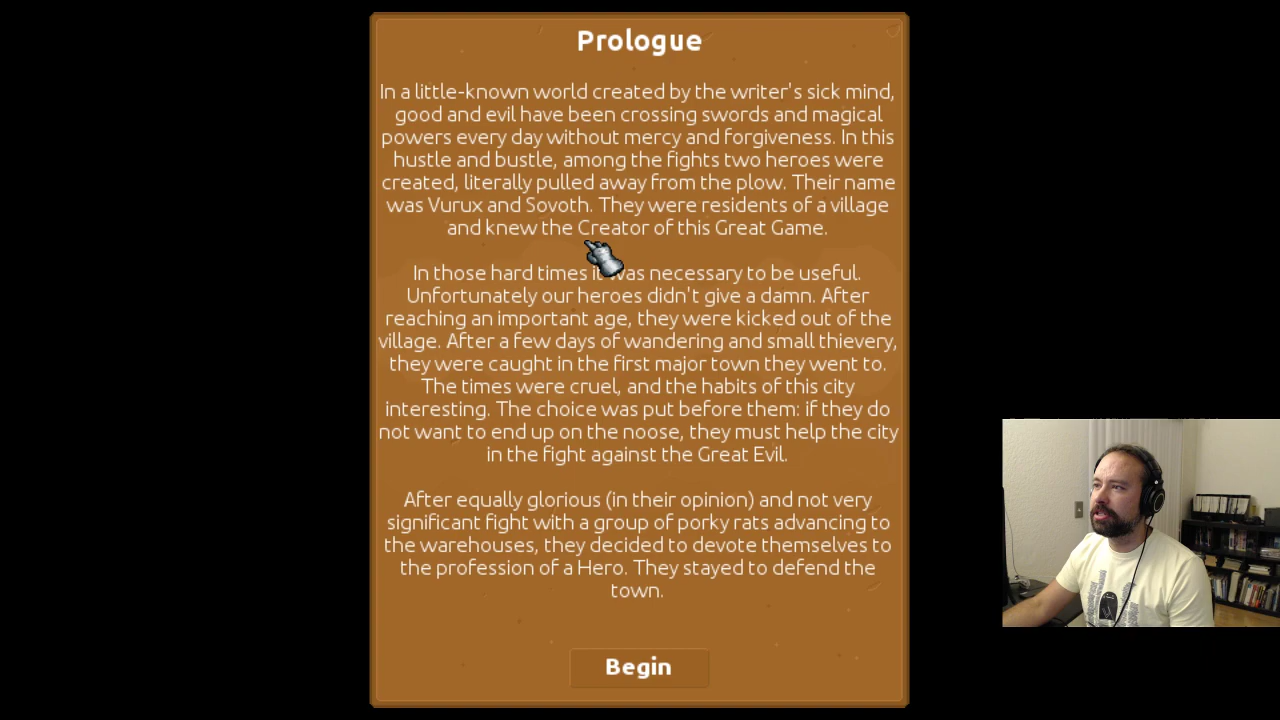 Prologue
In a little-known world created by the writer's sick mind,
good and evil have been crossing swords and magical
powers every day without mercy and forgiveness. In this
hustle and bustle, among the fights two heroes were
created, literally pulled away from the plow. Their name
was Vurux and Sovoth. They were residents of a village
and knew the Creator of this Great Game.
In those hard times it was necessary to be useful.
Unfortunately our heroes didn't give a damn. After
reaching an important age, they were kicked out of the
village. After a few days of wandering and small thievery,
they were caught in the first major town they went to.
The times were cruel, and the habits of this city
interesting. The choice was put before them: if they do
not want to end up on the noose, they must help the city
in the fight against the Great Evil.
After equally glorious (in their opinion) and not very
significant fight with a group of porky rats advancing to
the warehouses, they decided to devote themselves to
the profession of a Hero. They stayed to defend the
town.
Begin